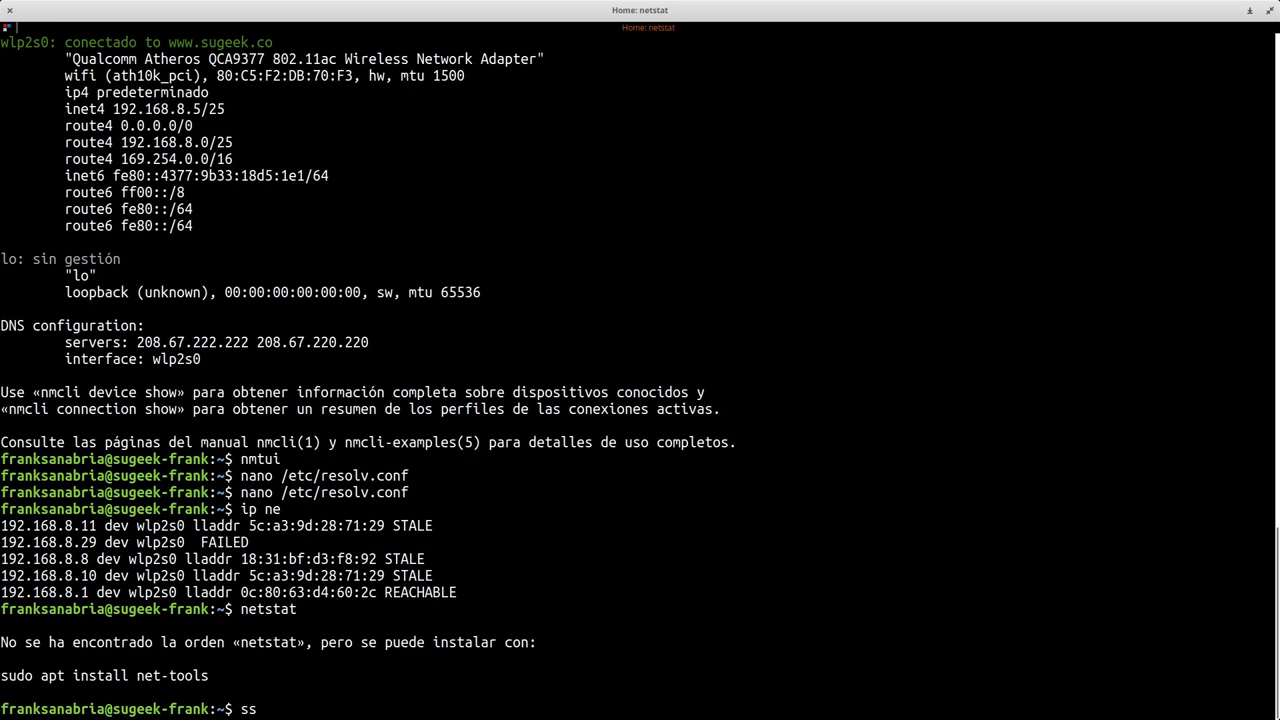 Home: netstat
Home: netstat
wlp2s0: conectado to www.sugeek.co
"Qualcomm Atheros QCA9377 802.11ac Wireless Network Adapter"
wifi (ath10k_pci), 80:C5:F2:DB:70:F3, hw, mtu 1500
ip4 predeterminado
inet4 192.168.8.5/25
route4 0.0.0.0/0
route4 192.168.8.0/25
route4 169.254.0.0/16
inet6 fe80::4377:9b33:18d5:1e1/64
route6 ff00::/8
route6 fe80::/64
route6 fe80::/64
lo: sin gestión
"lo"
loopback (unknown), 00:00:00:00:00:00, sw, mtu 65536
DNS configuration:
servers: 208.67.222.222 208.67.220.220
interface: wlp2s0
Use «nmcli device show» para obtener información completa sobre dispositivos conocidos y
«nmcli connection show» para obtener un resumen de los perfiles de las conexiones activas.
Consulte las páginas del manual nmcli(1) y nmcli-examples(5) para detalles de uso completos.
franksanabria@sugeek-frank:~$ nmtui
franksanabria@sugeek-frank:~$ nano /etc/resolv.conf
franksanabria@sugeek-frank:~$ nano /etc/resolv.conf
franksanabria@sugeek-frank:~$ ip ne
192.168.8.11 dev wlp2s0 lladdr 5c:a3:9d:28:71:29 STALE
192.168.8.29 dev wlp2s0  FAILED
192.168.8.8 dev wlp2s0 lladdr 18:31:bf:d3:f8:92 STALE
192.168.8.10 dev wlp2s0 lladdr 5c:a3:9d:28:71:29 STALE
192.168.8.1 dev wlp2s0 lladdr 0c:80:63:d4:60:2c REACHABLE
franksanabria@sugeek-frank:~$ netstat
No se ha encontrado la orden «netstat», pero se puede instalar con:
sudo apt install net-tools
franksanabria@sugeek-frank:~$ ss